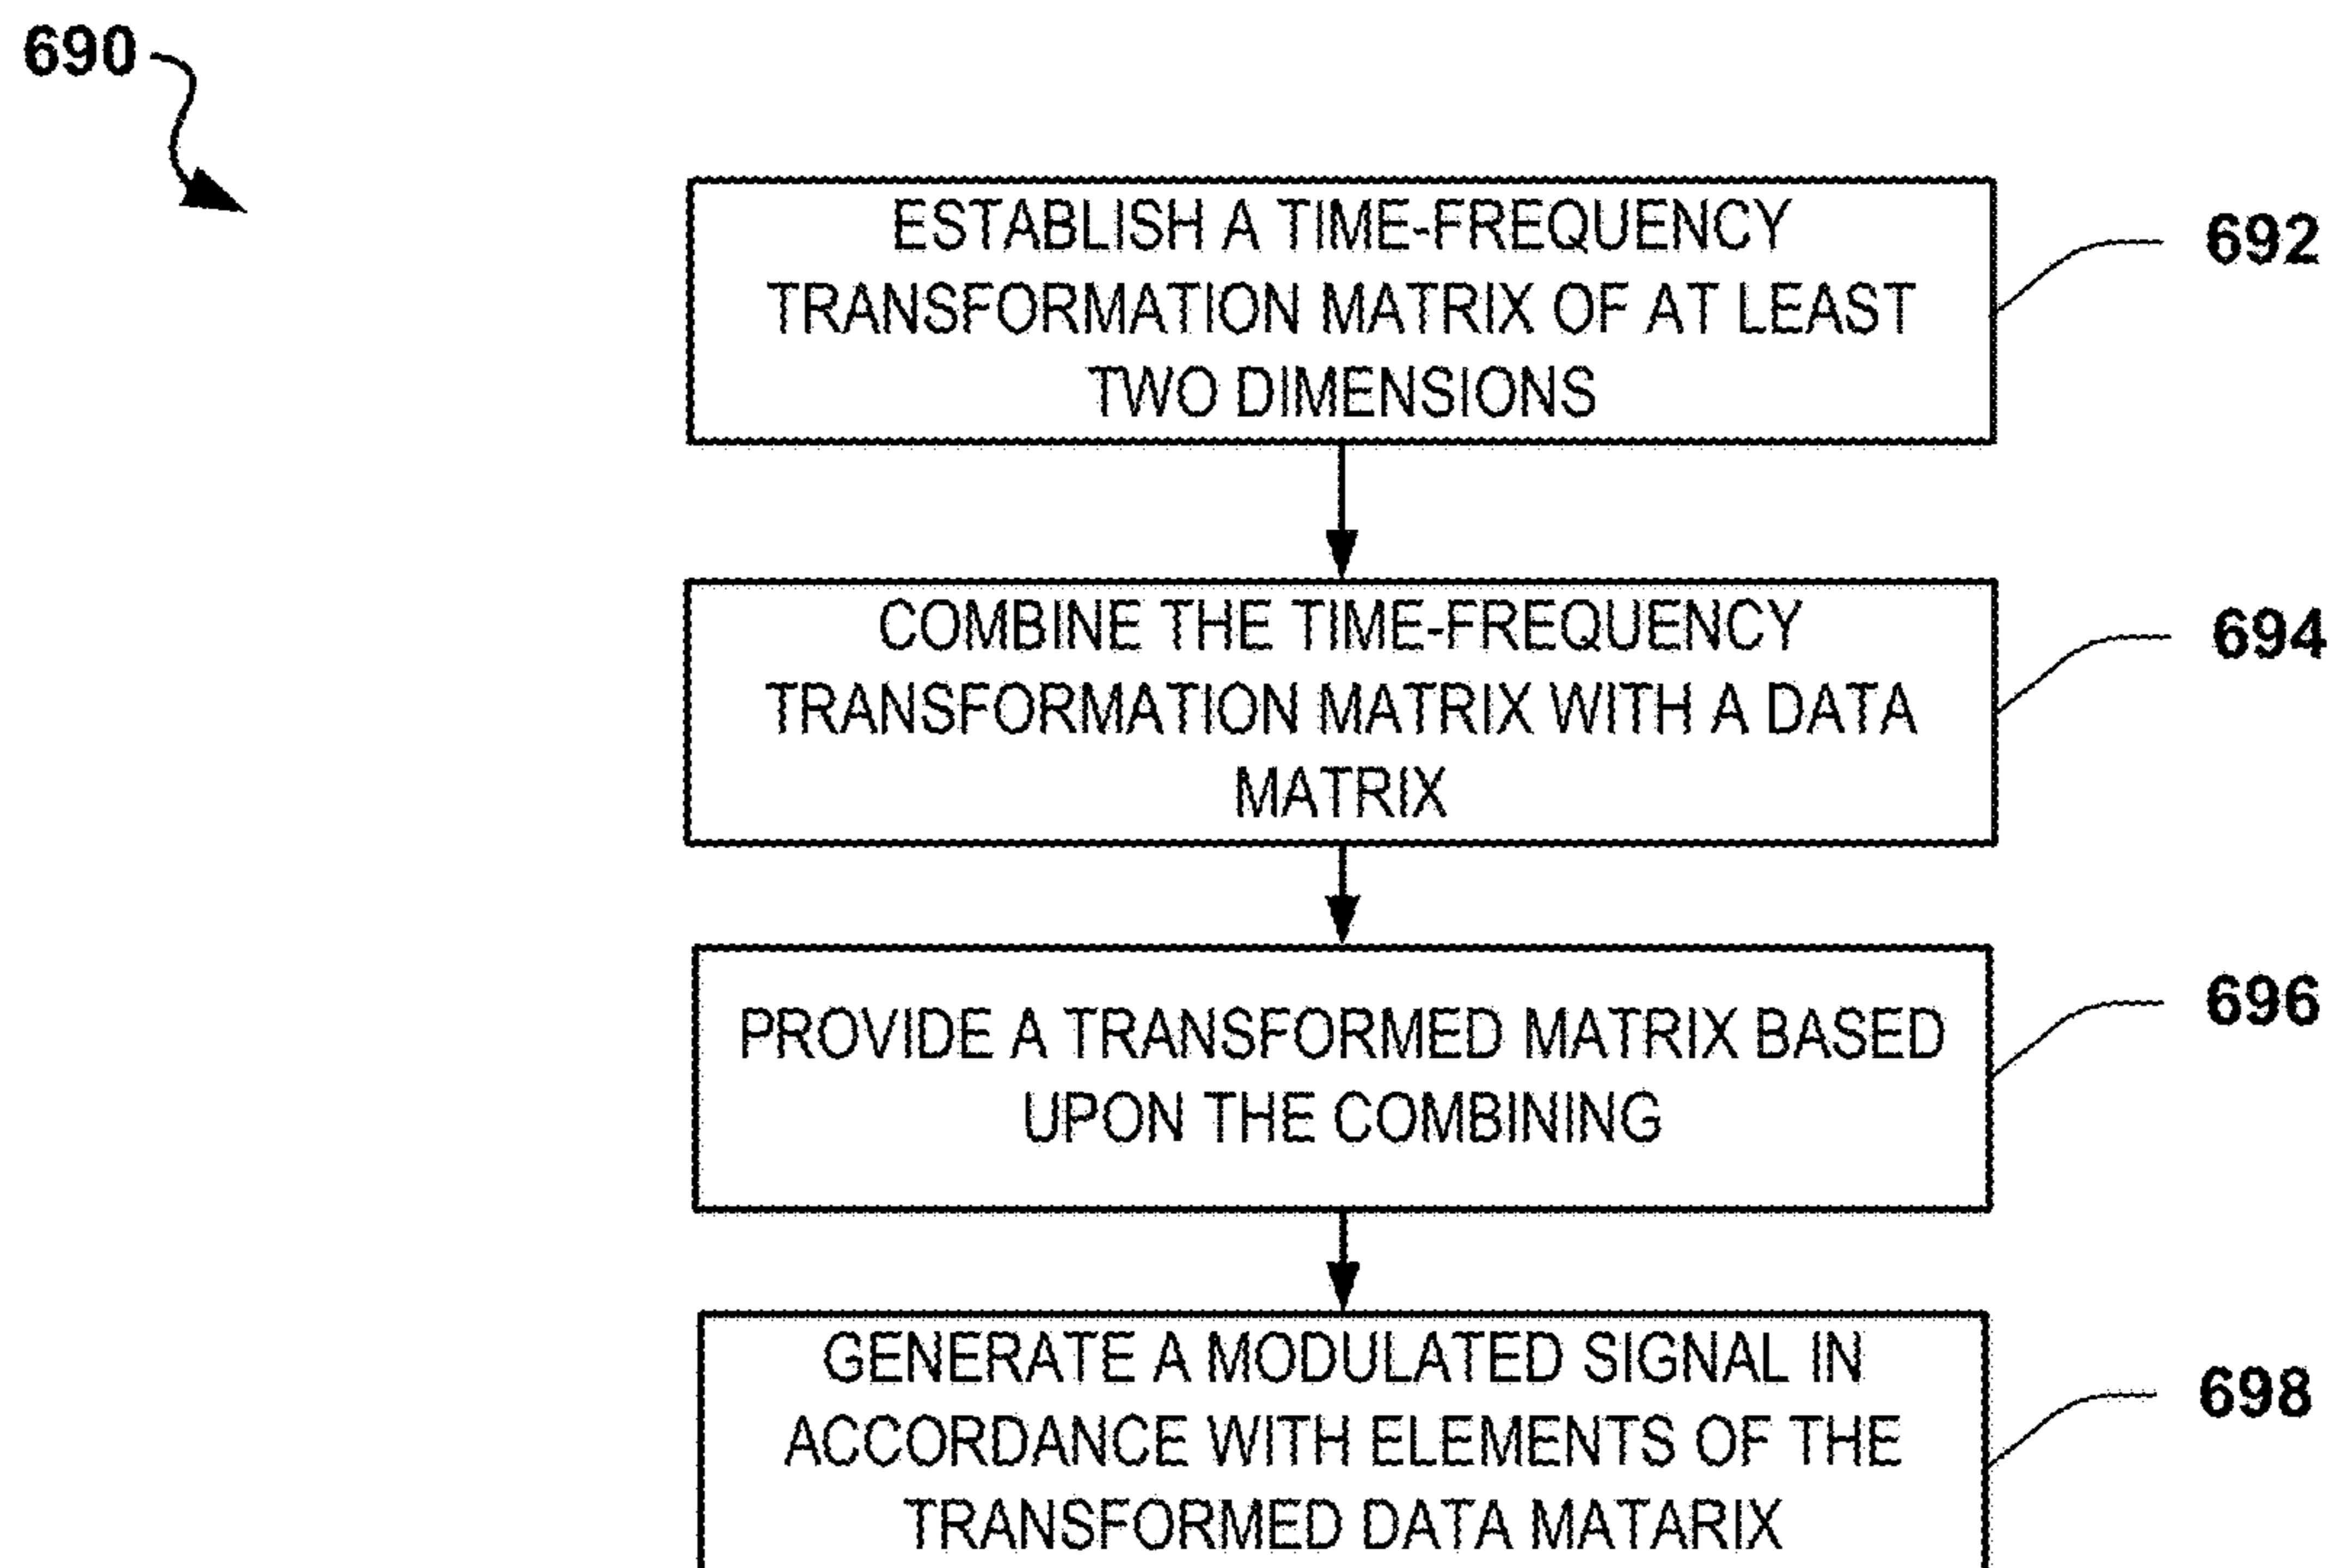 690
ESTABLISH A TIME-FREQUENCY
TRANSFORMATION MATRIX OF AT LEAST
TWO DIMENSIONS
692
COMBINE THE TIME-FREQUENCY
TRANSFORMATION MATRIX WITH A DATA
MATRIX
694
PROVIDE A TRANSFORMED MATRIX BASED
UPON THE COMBINING
696
GENERATE A MODULATED SIGNAL IN
ACCORDANCE WITH ELEMENTS OF THE
TRANSFORMED DATA MATARIX
698